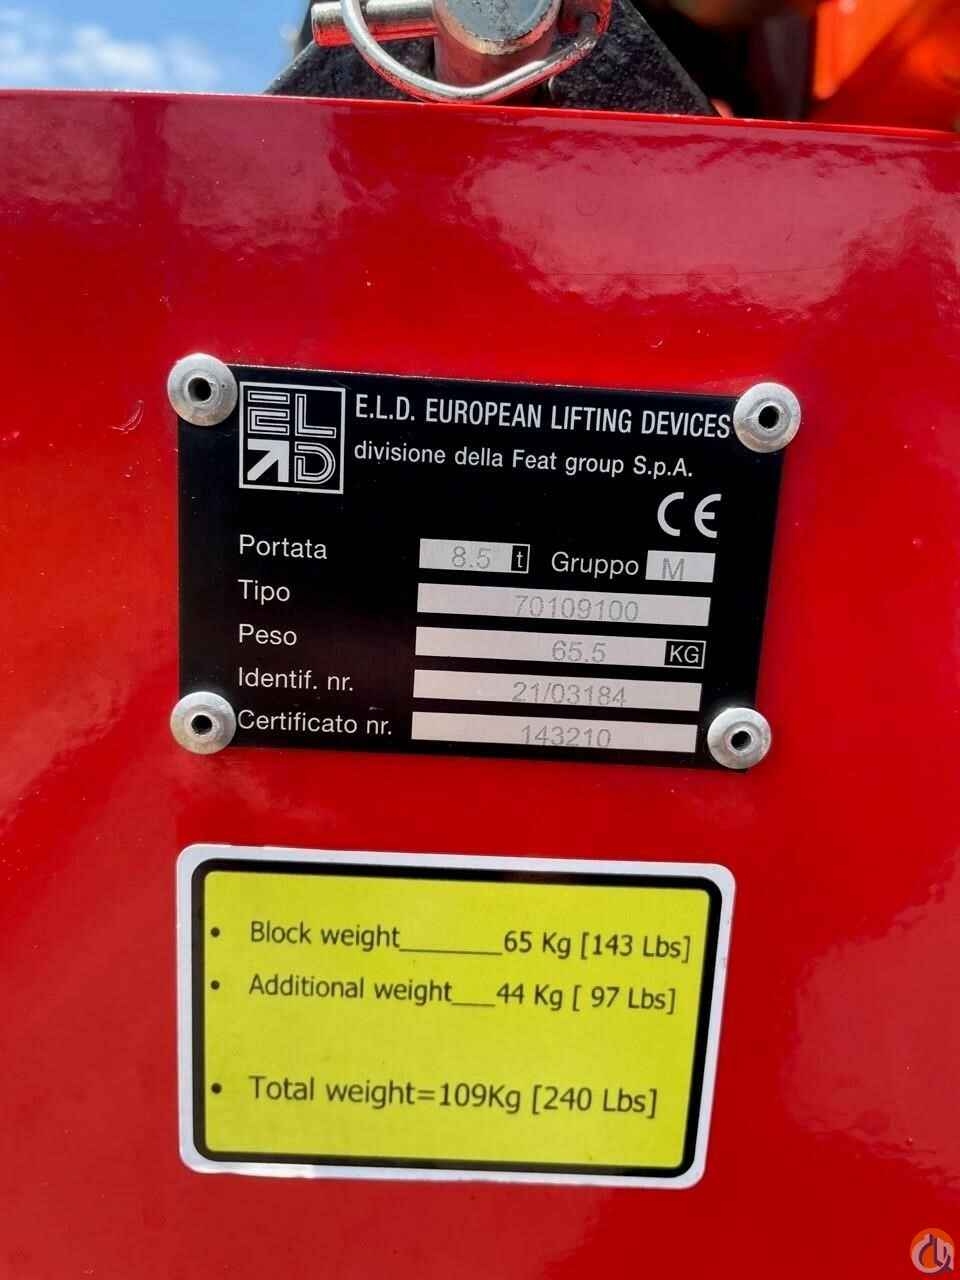 ELD
E.L.D. EUROPEAN LIFTING DEVICES
divisione della Feat group S.p.A.
CE
Portata 8.5 t Gruppo M
Tipo 70109100
Peso 65.5 KG
Identif. nr. 21/03184
Certificato nr. 143210
• Block weight______65 Kg [143 Lbs]
• Additional weight___44 Kg [ 97 Lbs]
• Total weight=109Kg [240 Lbs]